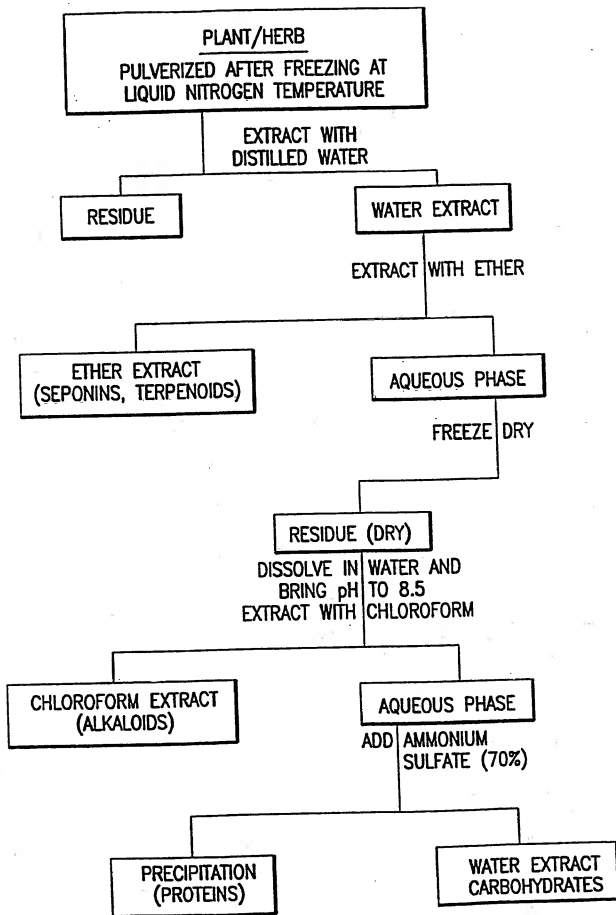 PLANT/HERB
PULVERIZED AFTER FREEZING AT
LIQUID NITROGEN TEMPERATURE
EXTRACT WITH
DISTILLED WATER
RESIDUE
WATER EXTRACT
EXTRACT WITH ETHER
ETHER EXTRACT
(SEPONINS, TERPENOIDS)
AQUEOUS PHASE
FREEZE DRY
RESIDUE (DRY)
DISSOLVE IN WATER AND
BRING pH TO 8.5
EXTRACT WITH CHLOROFORM
CHLOROFORM EXTRACT
(ALKALOIDS)
AQUEOUS PHASE
ADD AMMONIUM
SULFATE (70%)
PRECIPITATION
(PROTEINS)
WATER EXTRACT
CARBOHYDRATES